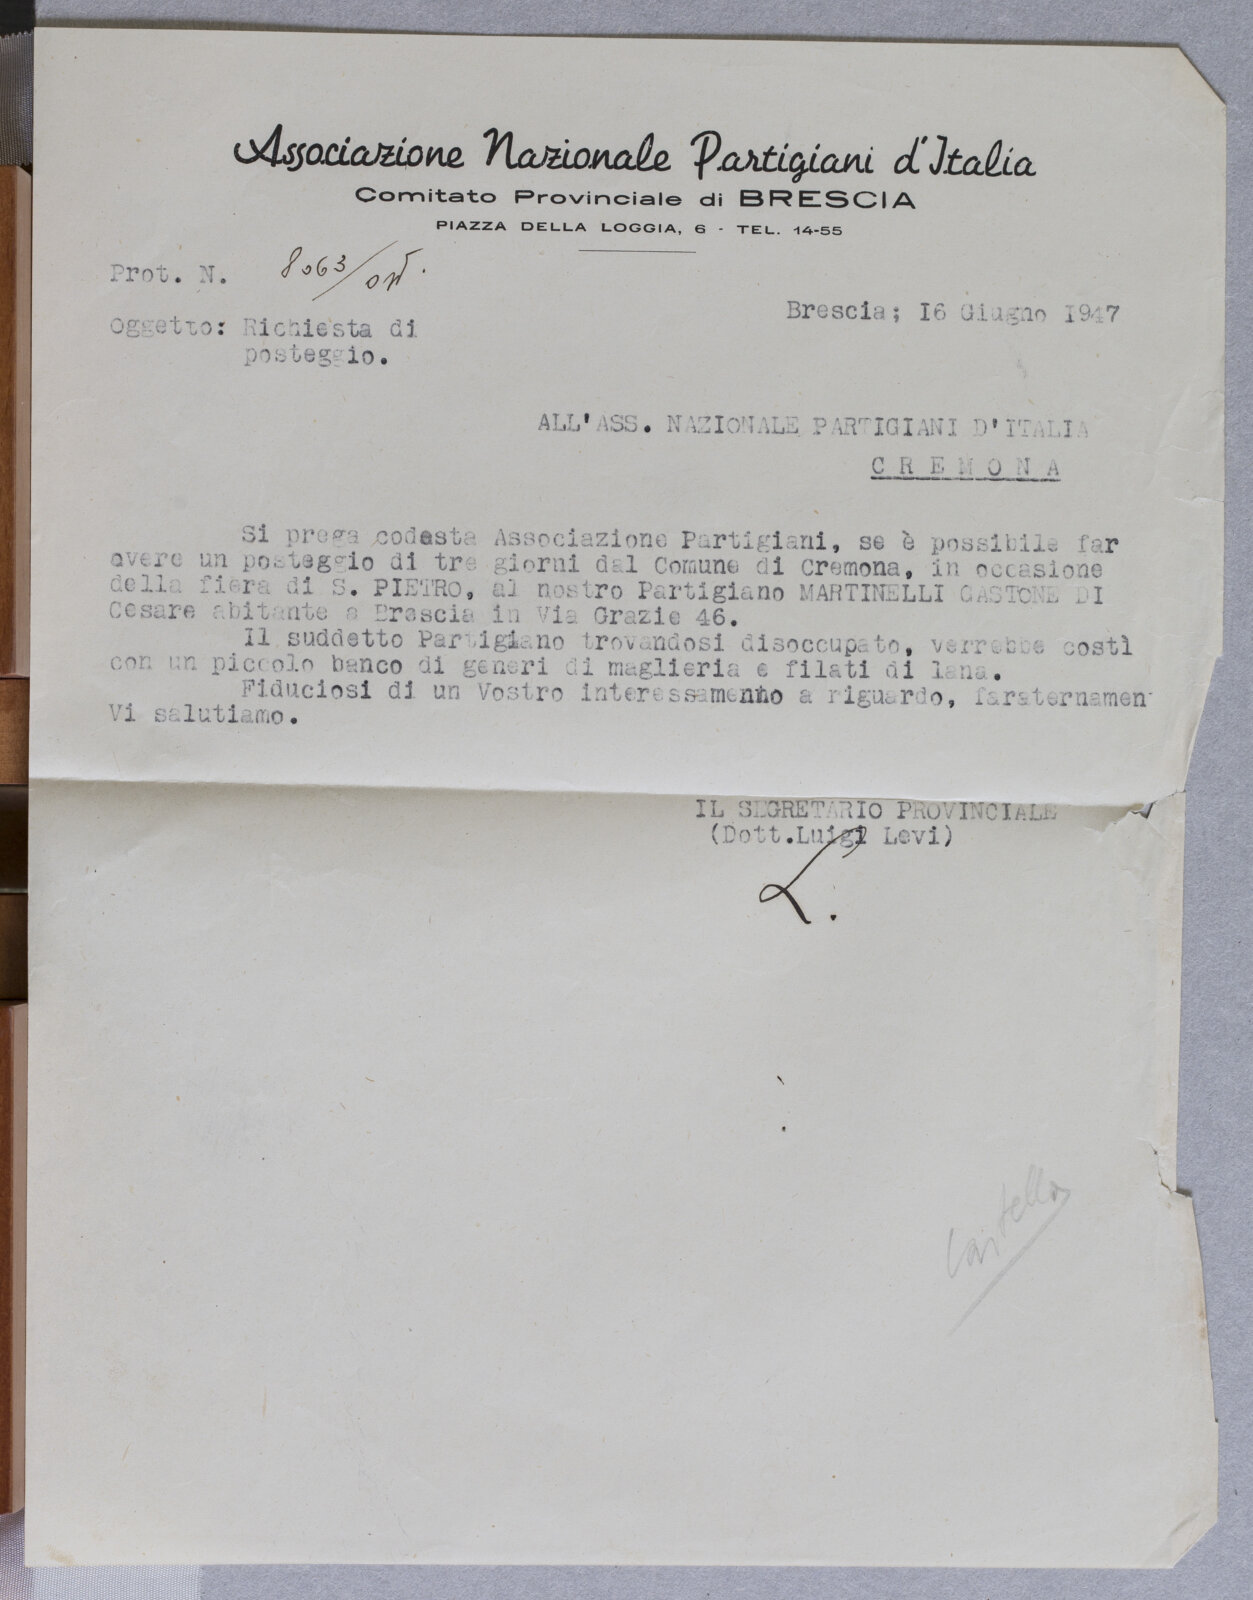 Associazione Nazionale Partigiani d'Italia
Comitato Provinciale di BRESCIA
PIAZZA DELLA LOGGIA, 6 - TEL. 14-55
Prot. N. 8063/
Brescia; I6 Giugno I947
Oggetto: Richiesta di
posteggio.
ALL'ASS. NAZIONALE PARTIGIANI D'ITALIA
C R E M O N A
Si prega codesta Associazione Partigiani, se è possibile far
avere un posteggio di tre giorni dal Comune di Cremona, in occasione
della fiera di S. PIETRO, al nostro Partigiano MARTINELLI GASTONE DI
Cesare abitante a Brescia in Via Grazie 46.
Il suddetto Partigiano trovandosi disoccupato, verrebbe costì
con un piccolo banco di generi di maglieria e filati di lana.
Fiduciosi di un Vostro interessamento a riguardo, faraternamen
Vi salutiamo.
IL SEGRETARIO PROVINCIALE
(Dott.Luigi Levi)
L.
Castello